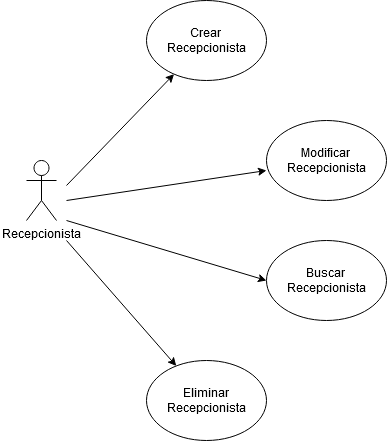 Crear
Recepcionista
Modificar
Recepcionista
Recepcionista
Buscar
Recepcionista
Eliminar
Recepcionista